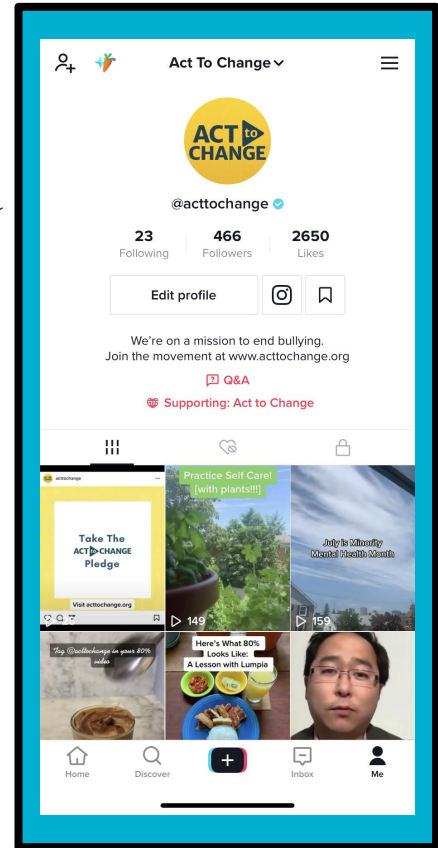 Act To Change
ACT to
CHANGE
@acttochange
23
466
2650
Following
Followers
Likes
Edit profile
We're on a mission to end bullying.
Join the movement at www.acttochange.org
Q&A
Supporting: Act to Change
acttochange
Take The
ACT to CHANGE
Pledge
Visit acttochange.org
Practice Self Care!
[with plants!!!]
149
July is Minority
Mental Health Month
159
Tag @acttochange in your 80%
video
Here's What 80%
Looks Like:
A Lesson with Lumpia
Home
Discover
Inbox
Me